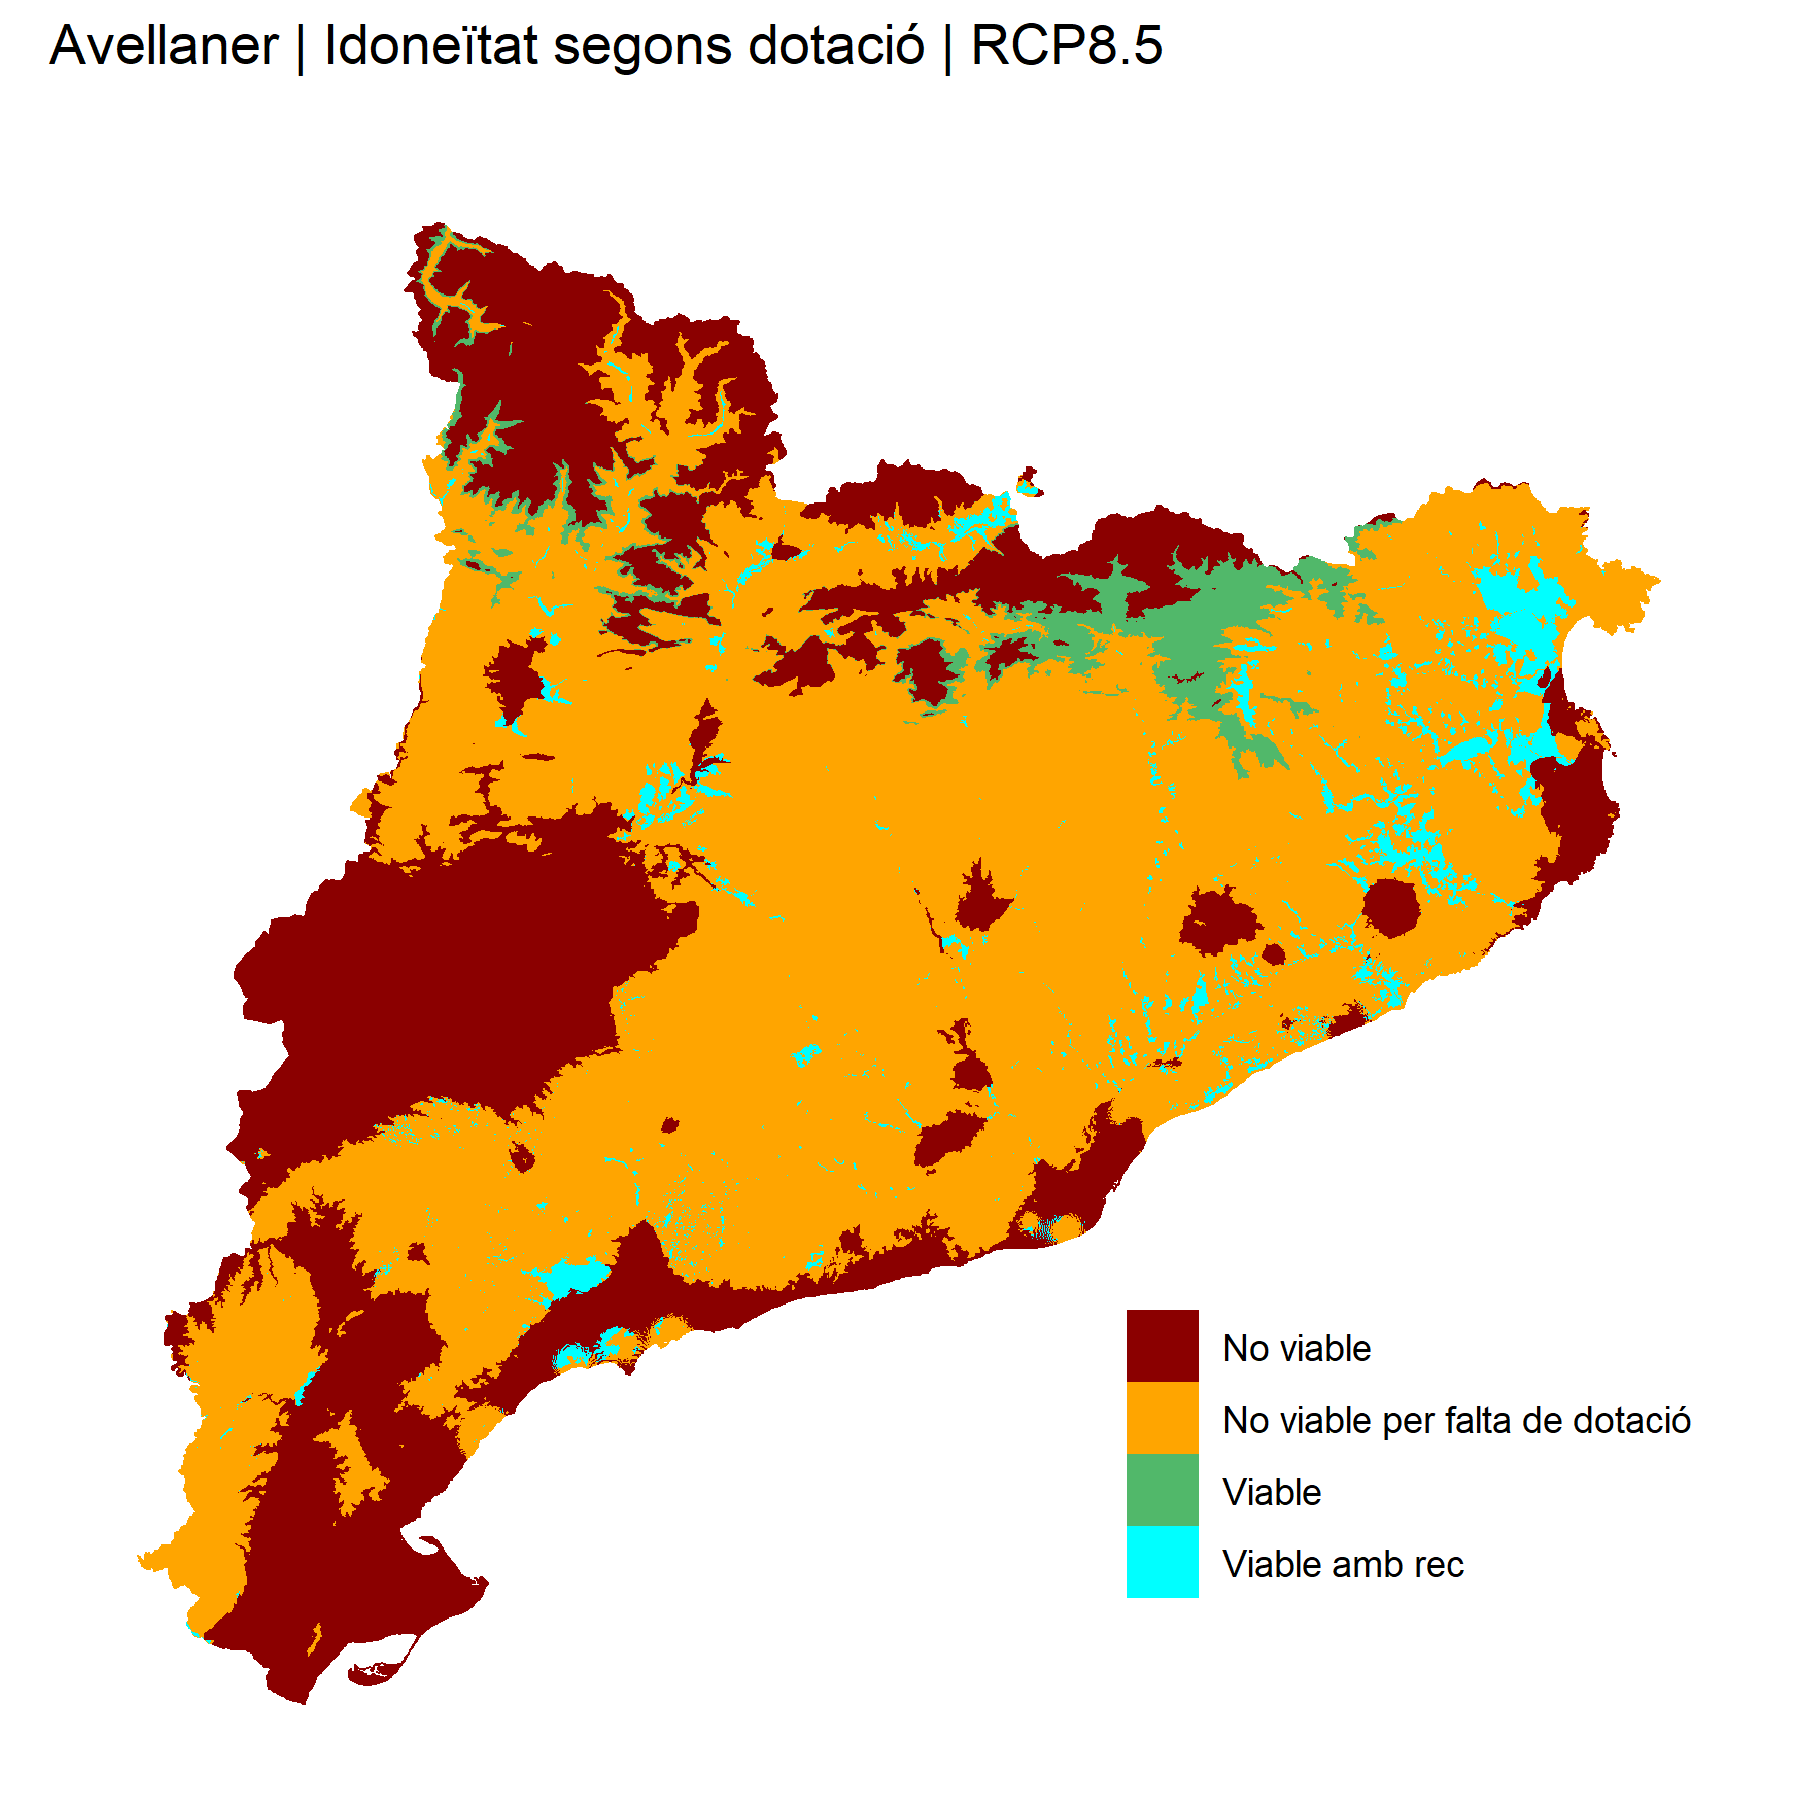 Avellaner | Idoneïtat segons dotació | RCP8.5
No viable
No viable per falta de dotació
Viable
Viable amb rec